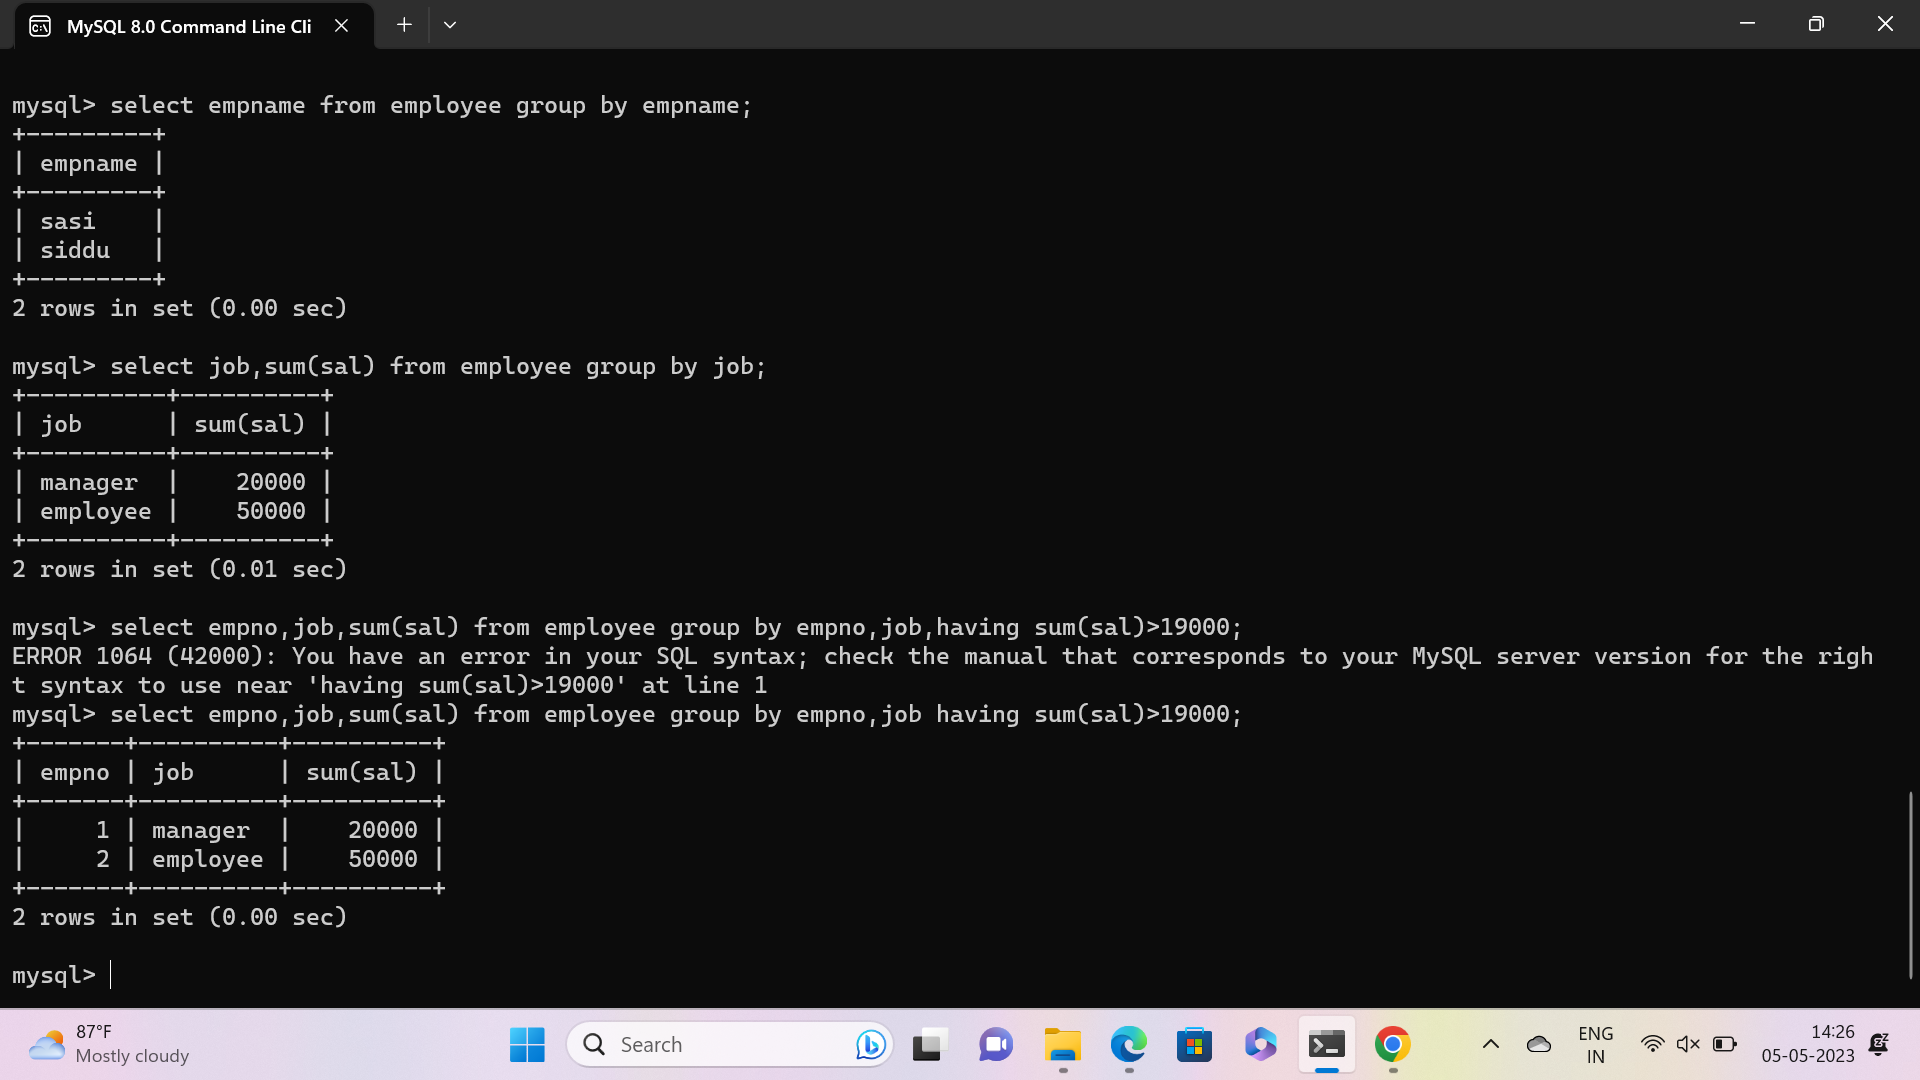 MySQL 8.0 Command Line Cli
mysql> select empname from employee group by empname;
+---------+
| empname |
+---------+
| sasi    |
| siddu   |
+---------+
2 rows in set (0.00 sec)
mysql> select job,sum(sal) from employee group by job;
+----------+----------+
| job      | sum(sal) |
+----------+----------+
| manager  |    20000 |
| employee |    50000 |
+----------+----------+
2 rows in set (0.01 sec)
mysql> select empno,job,sum(sal) from employee group by empno,job,having sum(sal)>19000;
ERROR 1064 (42000): You have an error in your SQL syntax; check the manual that corresponds to your MySQL server version for the righ
t syntax to use near 'having sum(sal)>19000' at line 1
mysql> select empno,job,sum(sal) from employee group by empno,job having sum(sal)>19000;
+-------+----------+----------+
| empno | job      | sum(sal) |
+-------+----------+----------+
|     1 | manager  |    20000 |
|     2 | employee |    50000 |
+-------+----------+----------+
2 rows in set (0.00 sec)
mysql>
87°F
Mostly cloudy
Search
ENG
IN
14:26
05-05-2023